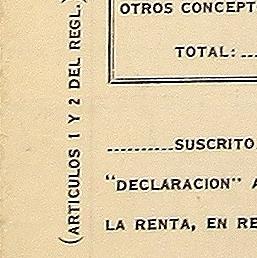 OTROS CONCEPT
TOTAL:
(ARTICULOS 1 Y 2 DEL REGL.)
SUSCRITO
"DECLARACION" A
LA RENTA, EN RE